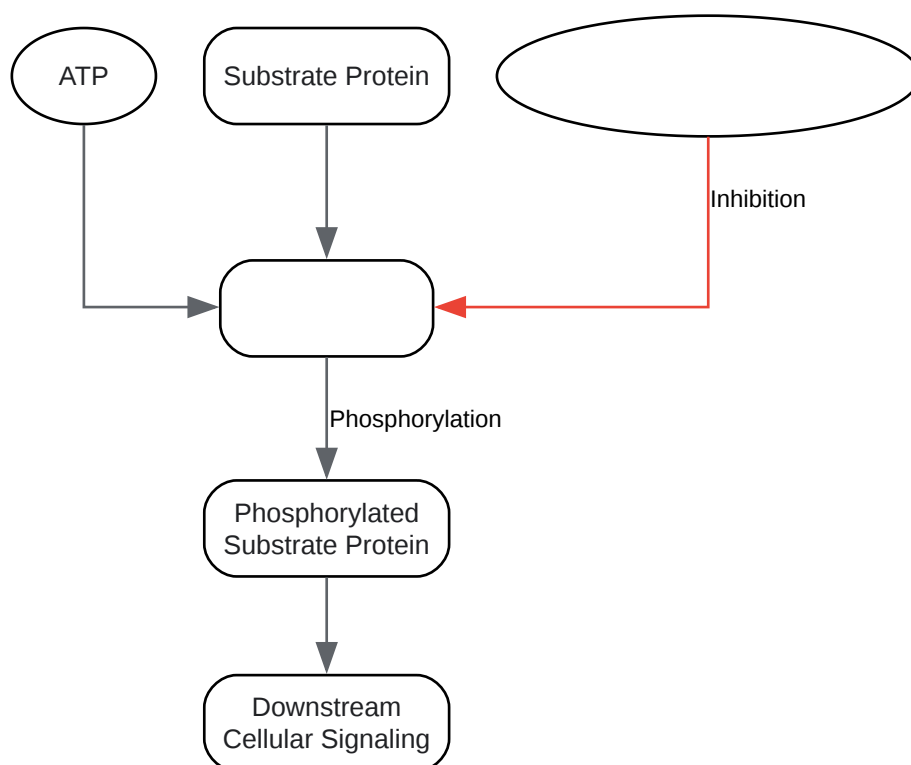 ATP
Substrate Protein
Inhibition
Phosphorylation
Phosphorylated
Substrate Protein
Downstream
Cellular Signaling